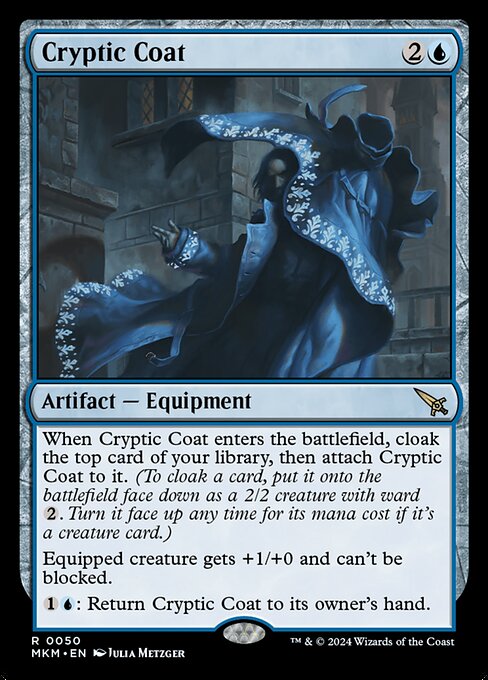 Cryptic Coat 2
Artifact — Equipment
When Cryptic Coat enters the battlefield, cloak
the top card of your library, then attach Cryptic
Coat to it. (To cloak a card, put it onto the
battlefield face down as a 2/2 creature with ward
2. Turn it face up any time for its mana cost if it's
a creature card.)
Equipped creature gets +1/+0 and can't be
blocked.
1: Return Cryptic Coat to its owner's hand.
R 0050
MKM • EN Julia Metzger
™ & © 2024 Wizards of the Coast